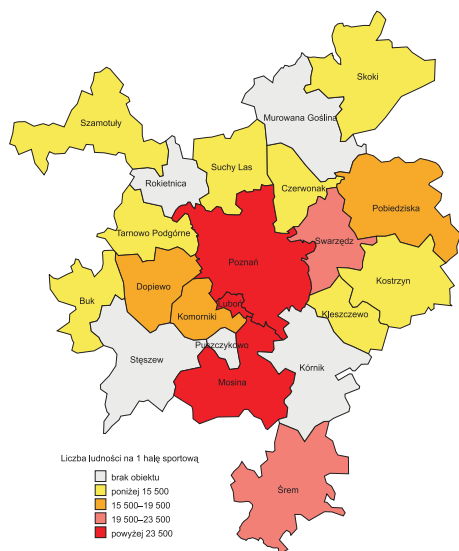 Skoki
Murowana Goślina
Szamotuły
Suchy Las
Rokietnica
Czerwonak
Pobiedziska
Tarnowo Podgórne
Swarzędz
Poznań
Kostrzyn
Dopiewo
Buk
Luboń
Komorniki
Kleszczewo
Puszczykowo
Stęszew
Kórnik
Mosina
Śrem
Liczba ludności na 1 halę sportową
brak obiektu
poniżej 15 500
15 500–19 500
19 500–23 500
powyżej 23 500